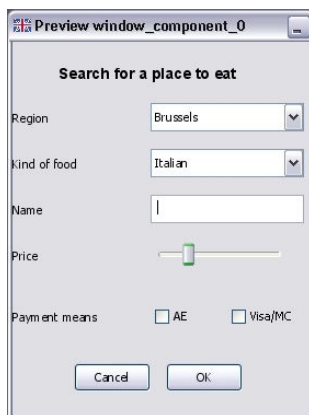 Preview window_component_0
Search for a place to eat
Region Brussels
Kind of food Italian
Name
Price
Payment means AE Visa/MC
Cancel OK